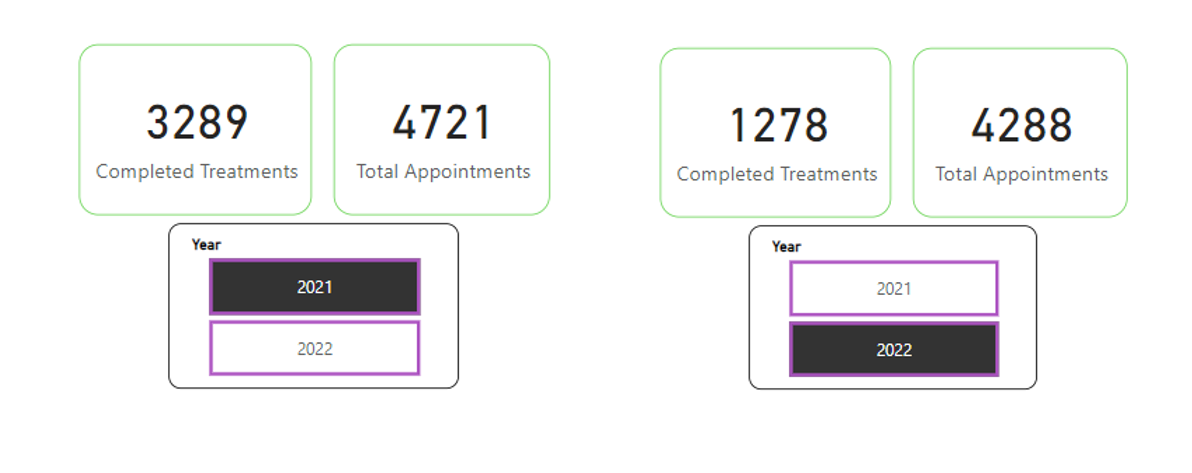 3289
Completed Treatments
4721
Total Appointments
Year
2021
2022
1278
Completed Treatments
4288
Total Appointments
Year
2021
2022